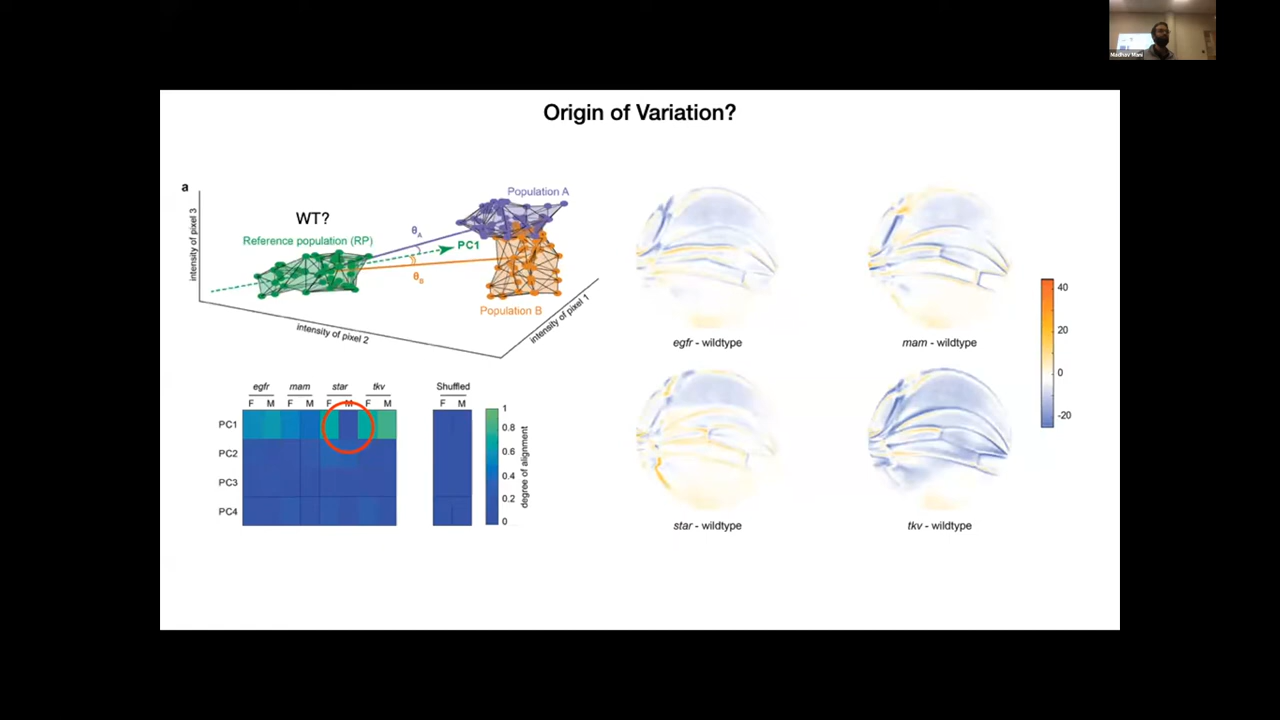 Madhav Mani
Origin of Variation?
a
intensity of pixel 3
WT?
Reference population (RP)
Population A
θA
PC1
θB
Population B
intensity of pixel 2
intensity of pixel 1
egfr mam star tkv Shuffled
F M F M F M F M F M
PC1
PC2
PC3
PC4
1
0.8
0.6
0.4
0.2
0
degree of alignment
egfr - wildtype
mam - wildtype
star - wildtype
tkv - wildtype
40
20
0
-20